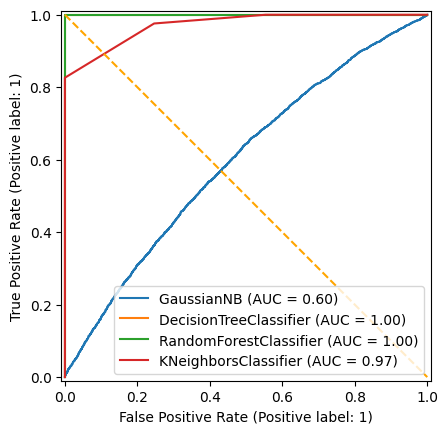 1.0
0.8
0.6
0.4
0.2
0.0
True Positive Rate (Positive label: 1)
GaussianNB (AUC = 0.60)
DecisionTreeClassifier (AUC = 1.00)
RandomForestClassifier (AUC = 1.00)
KNeighborsClassifier (AUC = 0.97)
0.0 0.2 0.4 0.6 0.8 1.0
False Positive Rate (Positive label: 1)